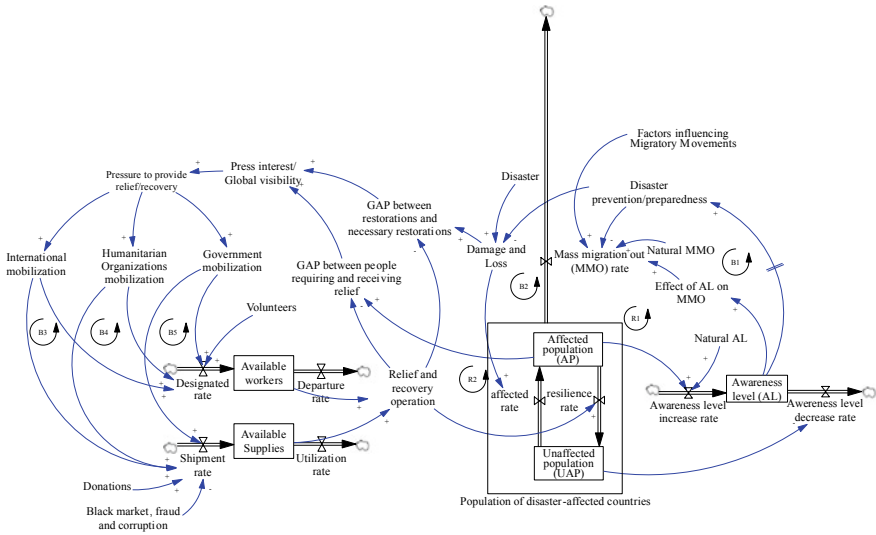 Factors influencing
Migratory Movements
Press interest/
Global visibility
Pressure to provide
relief/recovery
Disaster
Disaster
prevention/preparedness
GAP between
restorations and
necessary restorations
International
mobilization
Humanitarian
Organizations
mobilization
Government
mobilization
GAP between people
requiring and receiving
relief
Damage and
Loss
Mass migration out
(MMO) rate
Natural MMO
B1
Effect of AL on
MMO
B2
Volunteers
R1
B3
B4
B5
Natural AL
Affected
population (AP)
Available
workers
Designated
rate
Departure
rate
Relief and
recovery
operation
R2
affected
rate
resilience
rate
Awareness level
increase rate
Awareness
level (AL)
Awereness level
decrease rate
Available
Supplies
Shipment
rate
Utilization
rate
Unaffected
population
(UAP)
Donations
Population of disaster-affected countries
Black market, fraud
and corruption